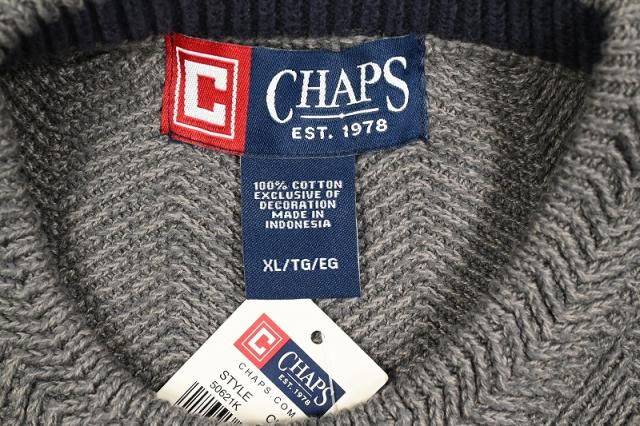 C CHAPS
EST. 1978
100% COTTON
EXCLUSIVE OF
DECORATION
MADE IN
INDONESIA
XL/TG/EG
C CHAPS
EST. 1978
CHAPS.COM
STYLE
50621K